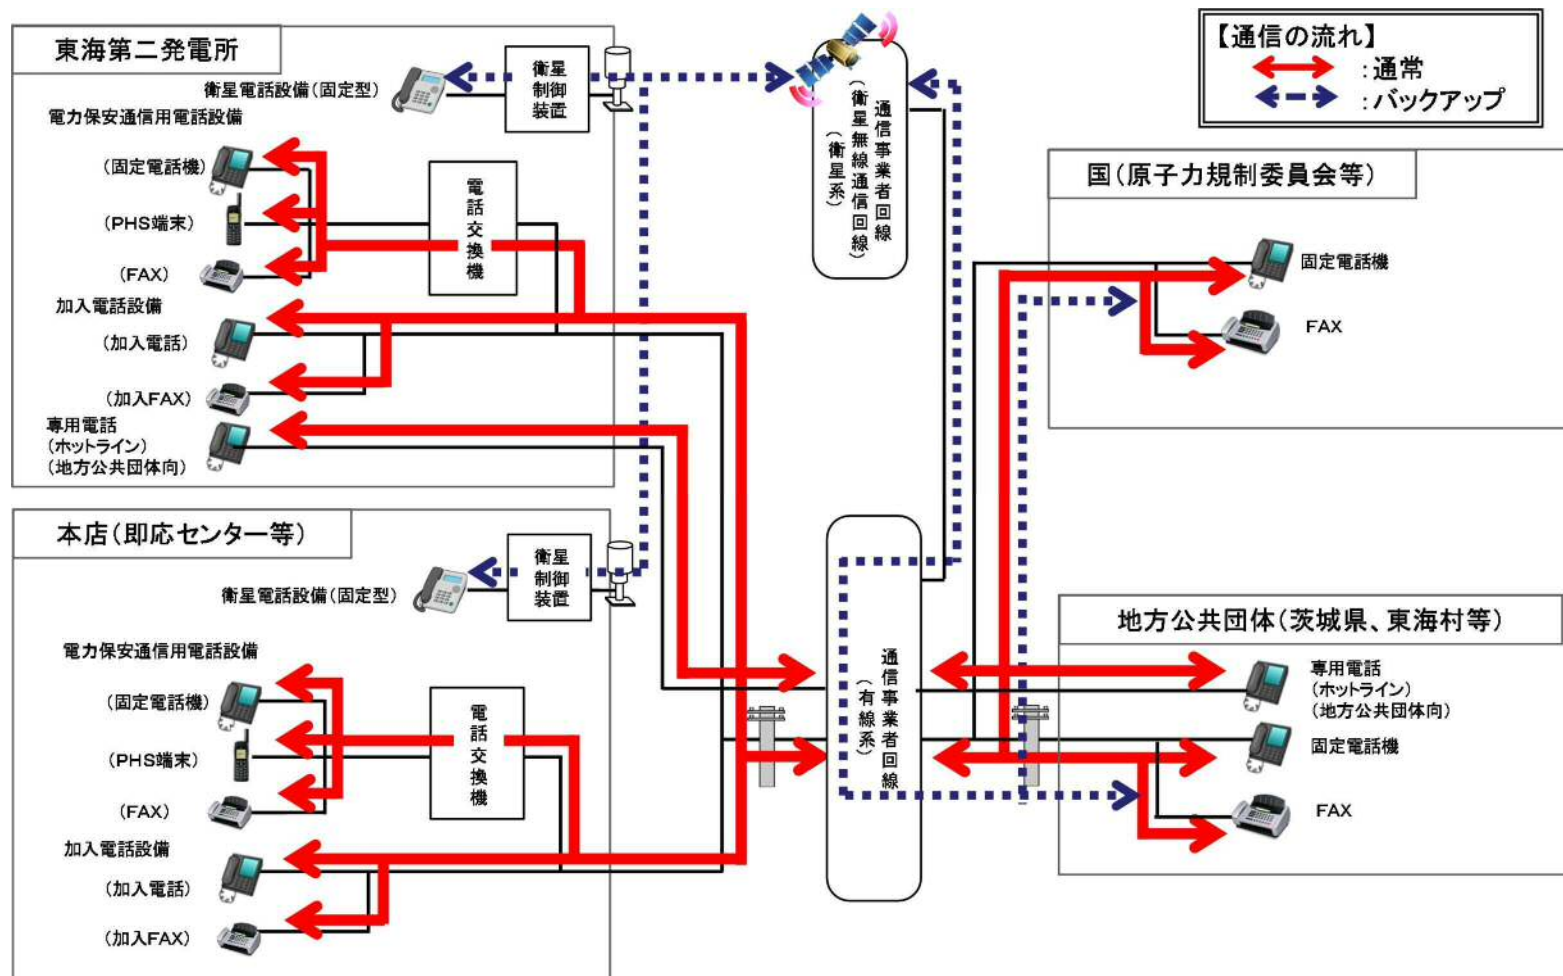 東海第二発電所
衛星電話設備(固定型)
衛星
制御
装置
電力保安通信用電話設備
(固定電話機)
(PHS端末)
(FAX)
電話交換機
加入電話設備
(加入電話)
(加入FAX)
専用電話
(ホットライン)
(地方公共団体向)
本店(即応センター等)
衛星電話設備(固定型)
衛星
制御
装置
電力保安通信用電話設備
(固定電話機)
(PHS端末)
(FAX)
電話交換機
加入電話設備
(加入電話)
(加入FAX)
通信事業者回線
(衛星無線通信回線)
(衛星系)
通信事業者回線
(有線系)
【通信の流れ】
:通常
:バックアップ
国(原子力規制委員会等)
固定電話機
FAX
地方公共団体(茨城県、東海村等)
専用電話
(ホットライン)
(地方公共団体向)
固定電話機
FAX